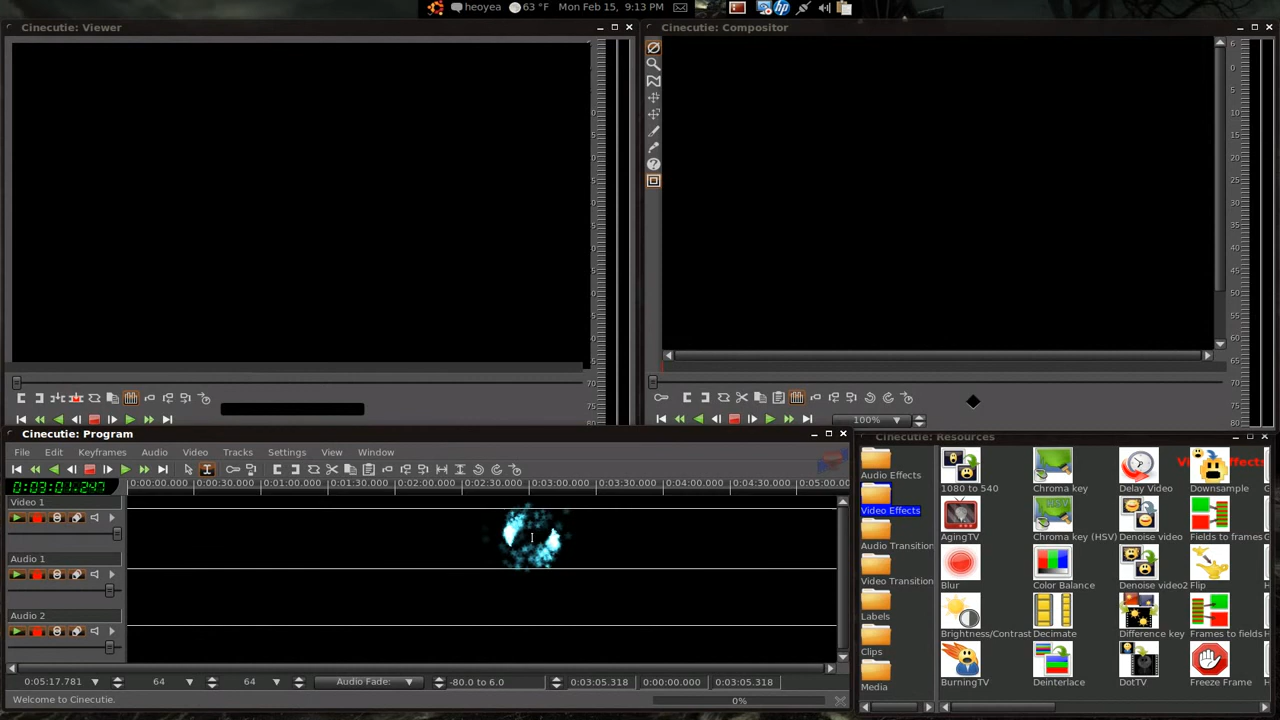 heoyea 63 °F Mon Feb 15, 9:13 PM
Cinecutie: Viewer
Cinecutie: Compositor
100%
Cinecutie: Program
File Edit Keyframes Audio Video Tracks Settings View Window
0:03:01.247
0:00:00.000 0:00:30.000 0:01:00.000 0:01:30.000 0:02:00.000 0:02:30.000 0:03:00.000 0:03:30.000 0:04:00.000 0:04:30.000 0:05:00.00
Video 1
Audio 1
Audio 2
0:05:17.781 64 64 Audio Fade: -80.0 to 6.0 0:03:05.318 0:00:00.000 0:03:05.318
Welcome to Cinecutie. 0%
Cinecutie: Resources
Audio Effects
Video Effects
Audio Transition
Video Transition
Labels
Clips
Media
1080 to 540 Chroma key Delay Video Downsample
AgingTV Chroma key (HSV) Denoise video Fields to frames
Blur Color Balance Denoise video2 Flip
Brightness/Contrast Decimate Difference key Frames to fields
BurningTV Deinterlace DotTV Freeze Frame